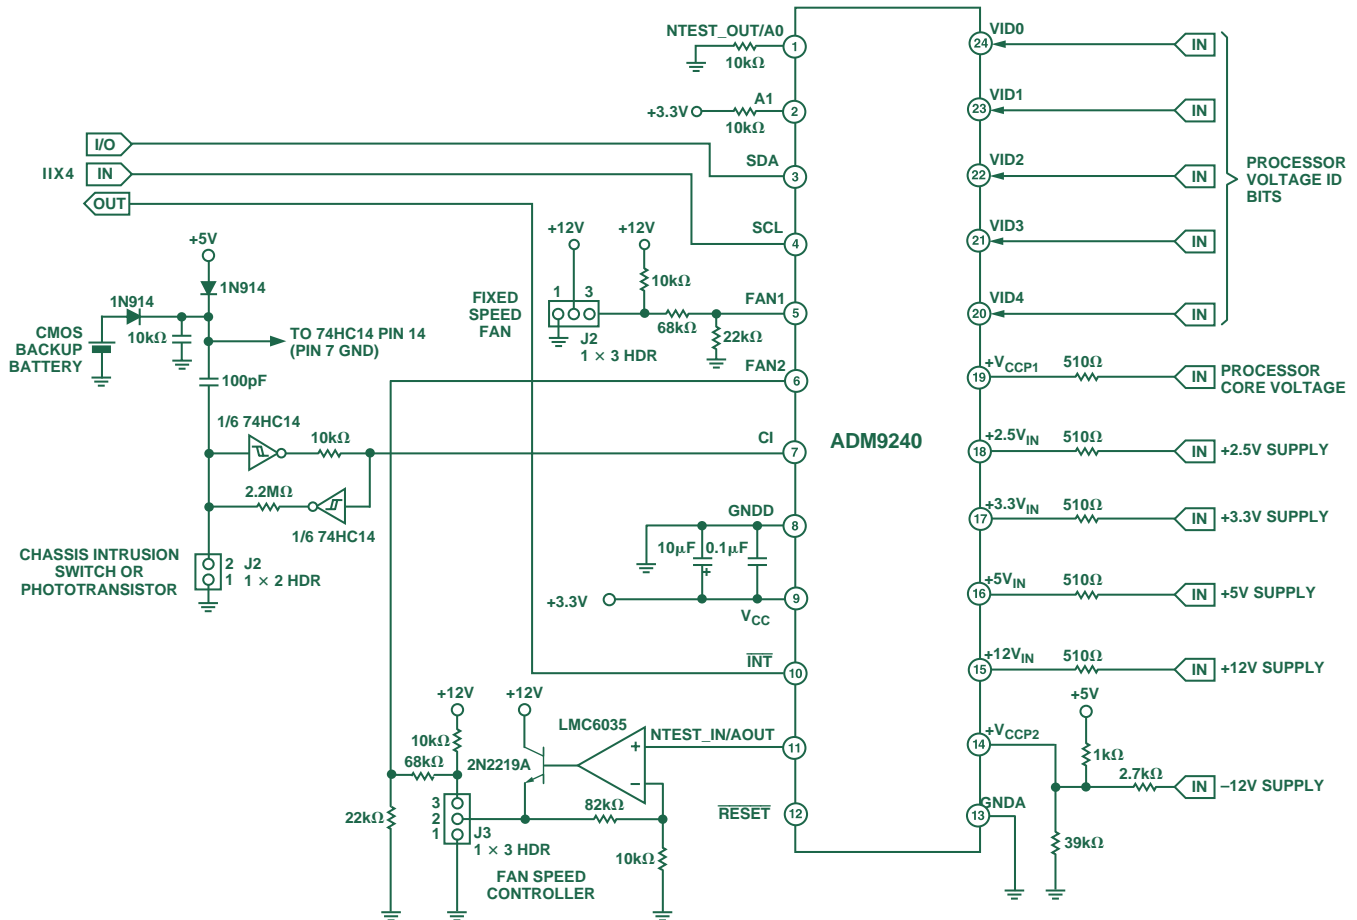 NTEST_OUT/A0
1
10kΩ
+3.3V
A1
2
10kΩ
I/O
IIX4
IN
OUT
SDA
3
SCL
4
+5V
1N914
1N914
CMOS
BACKUP
BATTERY
10kΩ
TO 74HC14 PIN 14
(PIN 7 GND)
100pF
+12V
+12V
10kΩ
FIXED
SPEED
FAN
1
3
J2
1 × 3 HDR
68kΩ
22kΩ
FAN1
5
FAN2
6
1/6 74HC14
10kΩ
CI
7
2.2MΩ
1/6 74HC14
CHASSIS INTRUSION
SWITCH OR
PHOTOTRANSISTOR
2
1
J2
1 × 2 HDR
GNDD
8
10µF
0.1µF
+
+3.3V
9
VCC
INT
10
+12V
+12V
LMC6035
NTEST_IN/AOUT
11
10kΩ
68kΩ
2N2219A
+
–
22kΩ
3
2
1
J3
1 × 3 HDR
82kΩ
10kΩ
RESET
12
FAN SPEED
CONTROLLER
ADM9240
VID0
24
IN
VID1
23
IN
VID2
22
IN
VID3
21
IN
VID4
20
IN
PROCESSOR
VOLTAGE ID
BITS
+VCCP1
19
510Ω
IN
PROCESSOR
CORE VOLTAGE
+2.5VIN
18
510Ω
IN
+2.5V SUPPLY
+3.3VIN
17
510Ω
IN
+3.3V SUPPLY
+5VIN
16
510Ω
IN
+5V SUPPLY
+12VIN
15
510Ω
IN
+12V SUPPLY
+5V
+VCCP2
14
1kΩ
2.7kΩ
IN
–12V SUPPLY
GNDA
13
39kΩ